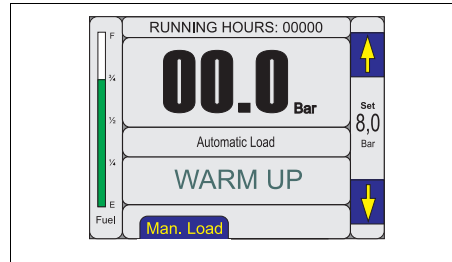 RUNNING HOURS: 00000
F
¾
½
¼
E
Fuel
00.0 Bar
Automatic Load
WARM UP
Man. Load
Set
8,0
Bar